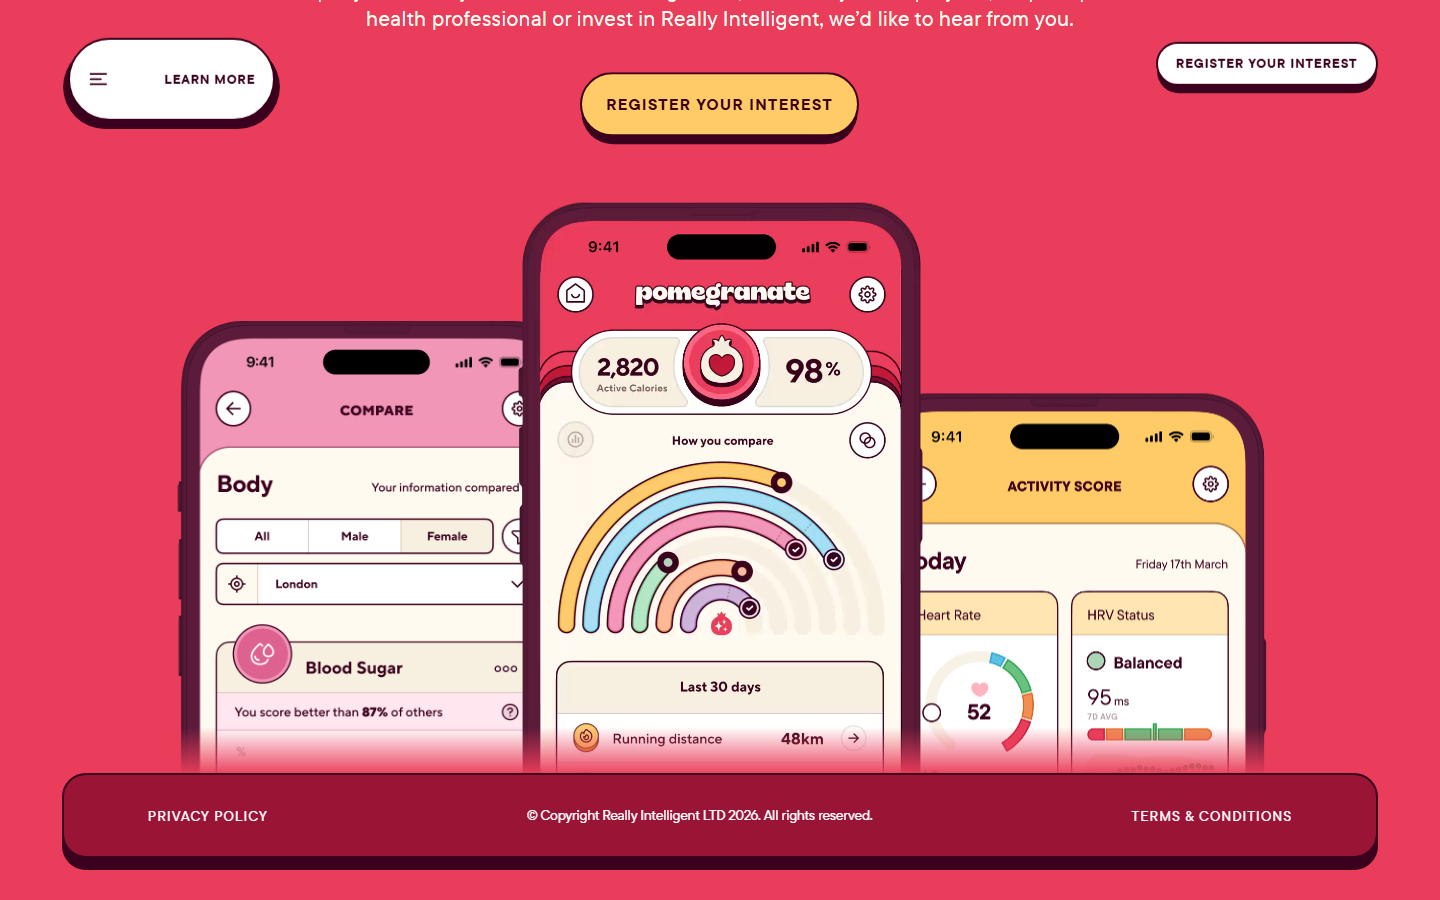 health professional or invest in Really Intelligent, we’d like to hear from you.
LEARN MORE
REGISTER YOUR INTEREST
REGISTER YOUR INTEREST
9:41
COMPARE
Body
Your information compared
All
Male
Female
London
Blood Sugar
You score better than 87% of others
%
9:41
pomegranate
2,820
Active Calories
98%
How you compare
Last 30 days
Running distance
48km
9:41
ACTIVITY SCORE
oday
Friday 17th March
Heart Rate
52
HRV Status
Balanced
95 ms
7D AVG
PRIVACY POLICY
© Copyright Really Intelligent LTD 2026. All rights reserved.
TERMS & CONDITIONS